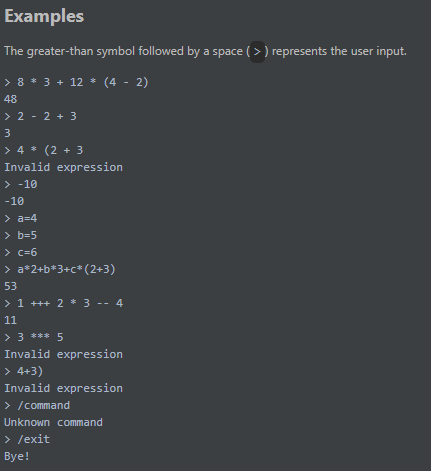 Examples
The greater-than symbol followed by a space ( > ) represents the user input.
> 8 * 3 + 12 * (4 - 2)
48
> 2 - 2 + 3
3
> 4 * (2 + 3
Invalid expression
> -10
-10
> a=4
> b=5
> c=6
> a*2+b*3+c*(2+3)
53
> 1 +++ 2 * 3 -- 4
11
> 3 *** 5
Invalid expression
> 4+3)
Invalid expression
> /command
Unknown command
> /exit
Bye!